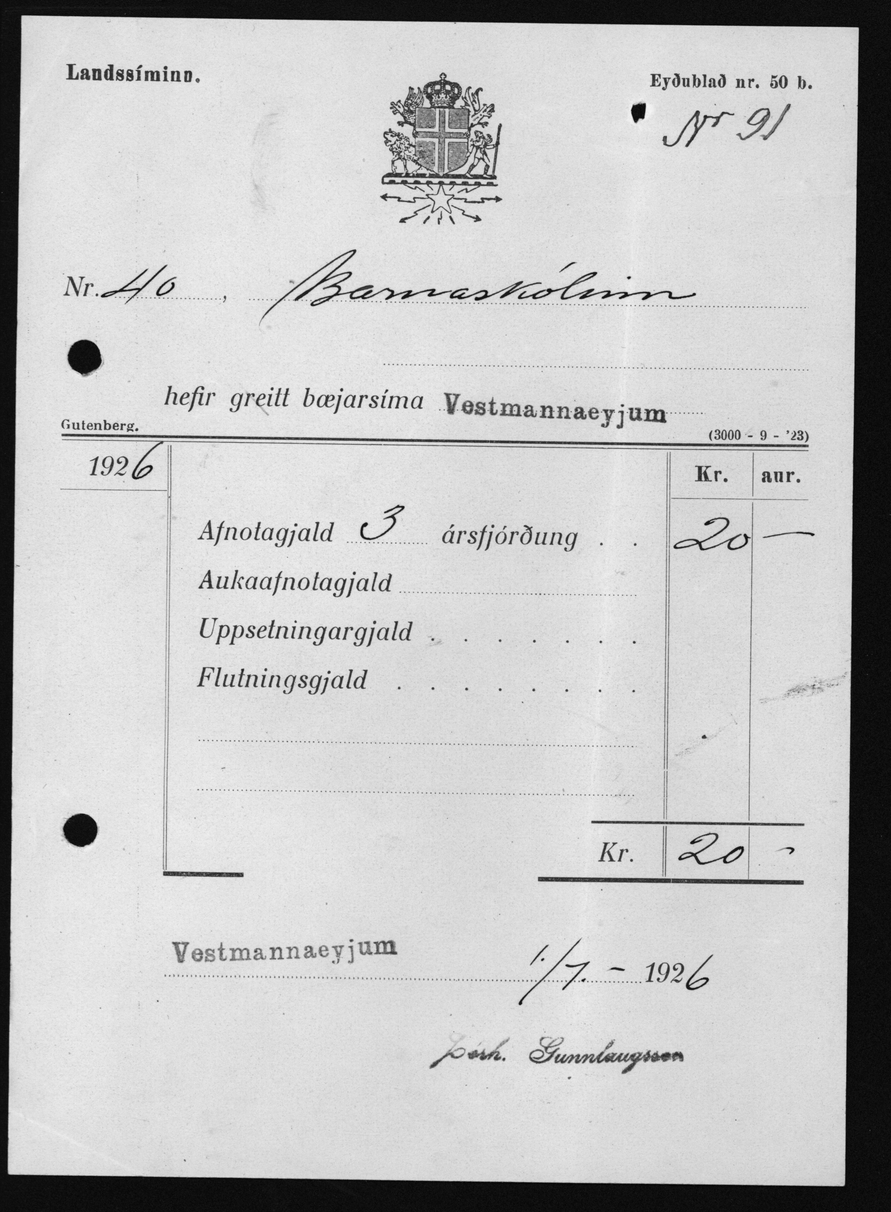 Landssíminn.
Eyðublað nr. 50 b.
Nr 91
Nr. 40, Barnaskólinn
hefir greitt bæjarsíma Vestmannaeyjum
Gutenberg.
(3000 - 9 - '23)
1926
Kr. aur.
Afnotagjald 3 ársfjórðung . . 20 —
Aukaafnotagjald
Uppsetningargjald . . . . . .
Flutningsgjald . . . . . . .
Kr. 20 -
Vestmannaeyjum 1/7. - 1926
Þórh. Gunnlaugsson